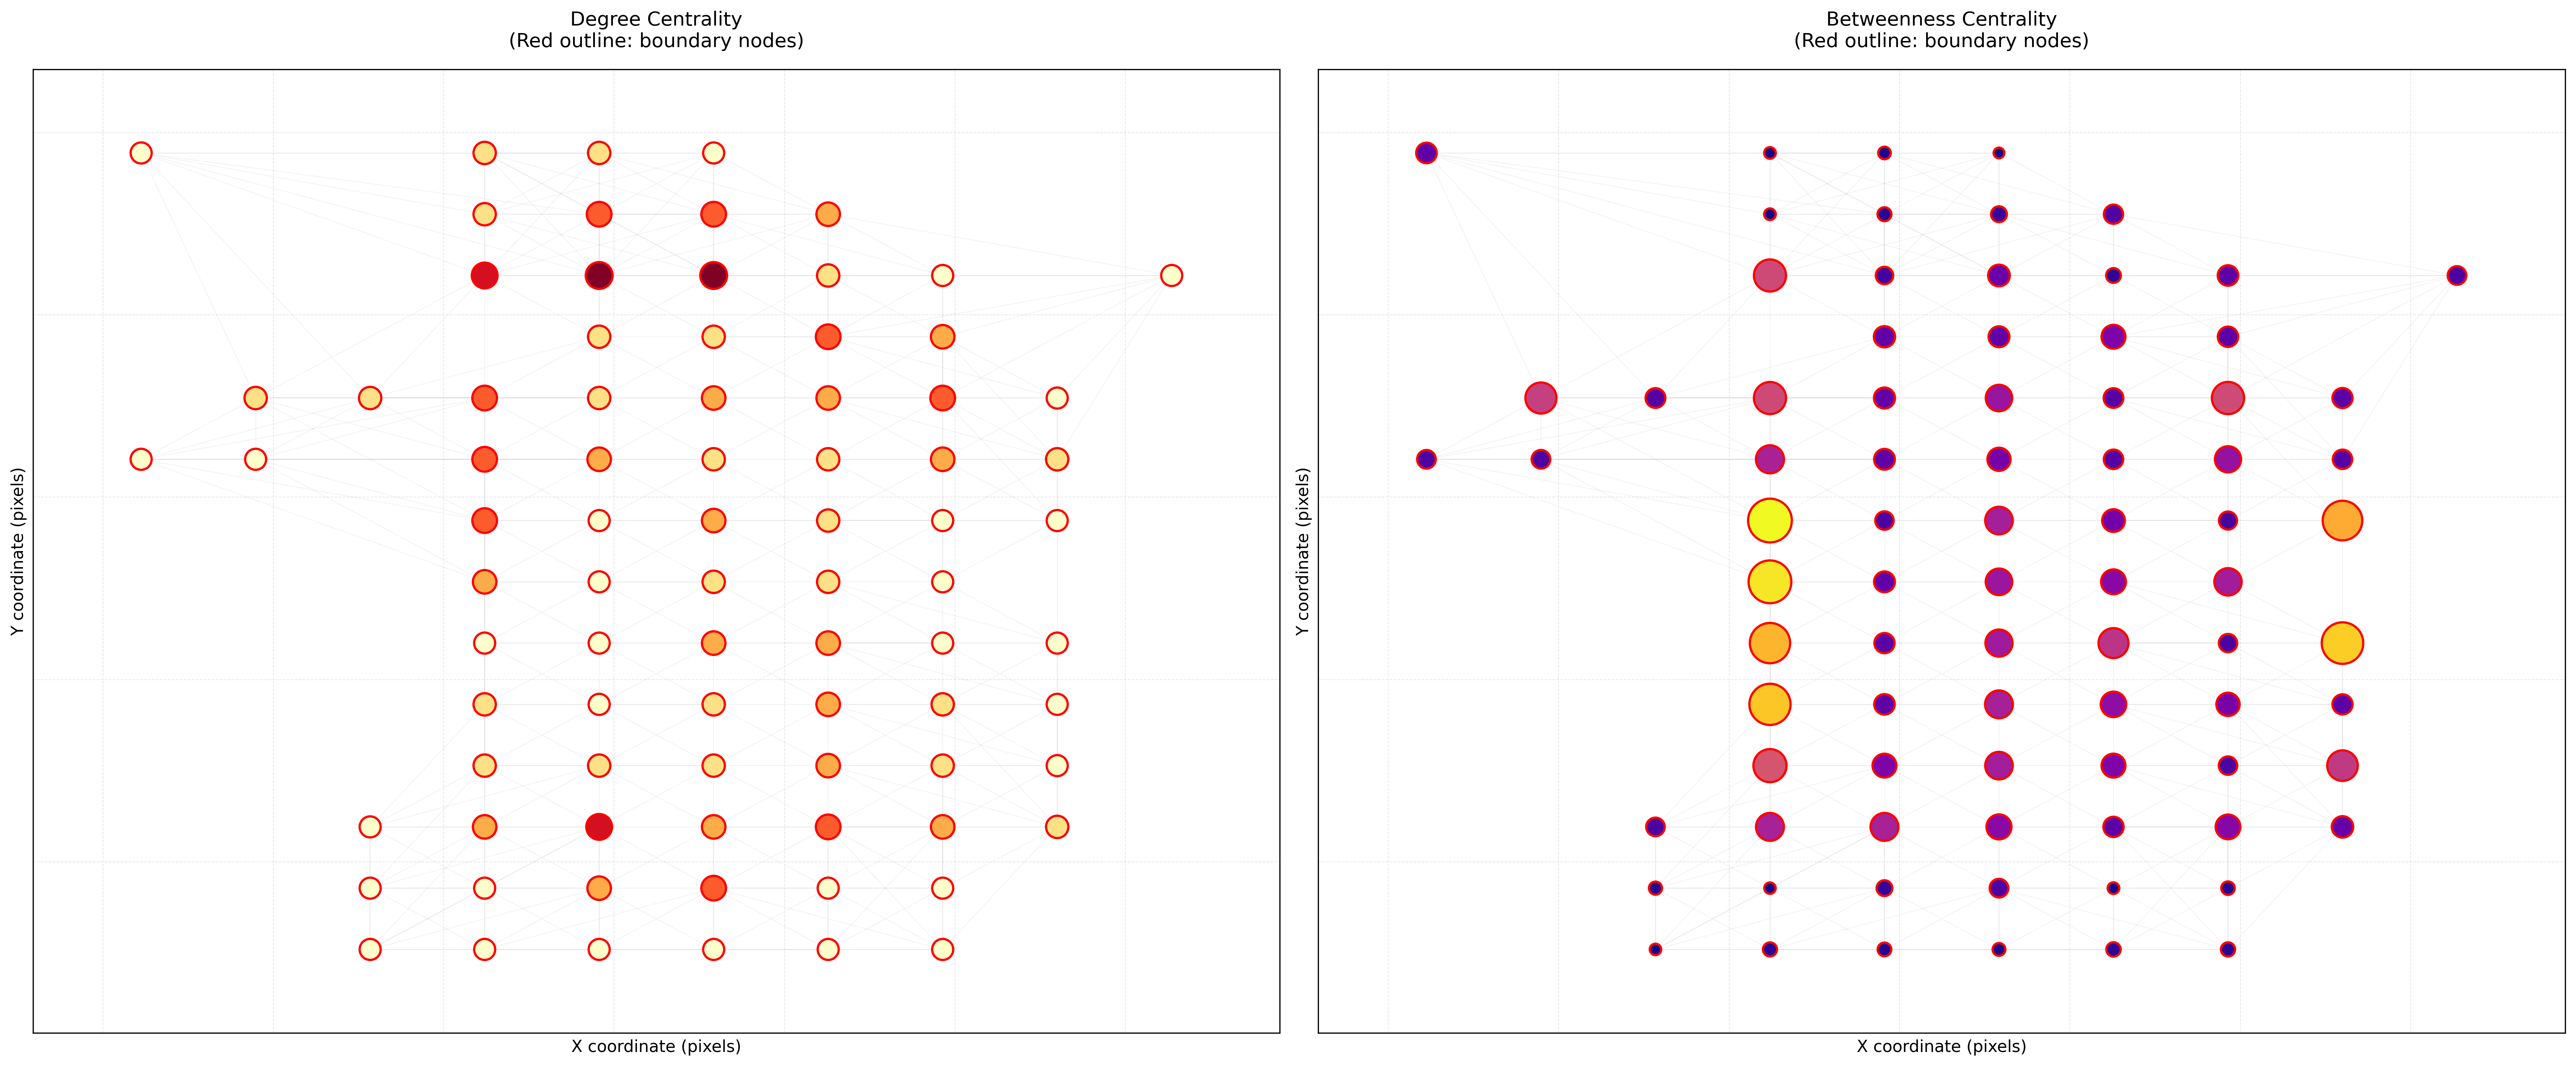 Degree Centrality
(Red outline: boundary nodes)
Y coordinate (pixels)
X coordinate (pixels)
Betweenness Centrality
(Red outline: boundary nodes)
Y coordinate (pixels)
X coordinate (pixels)